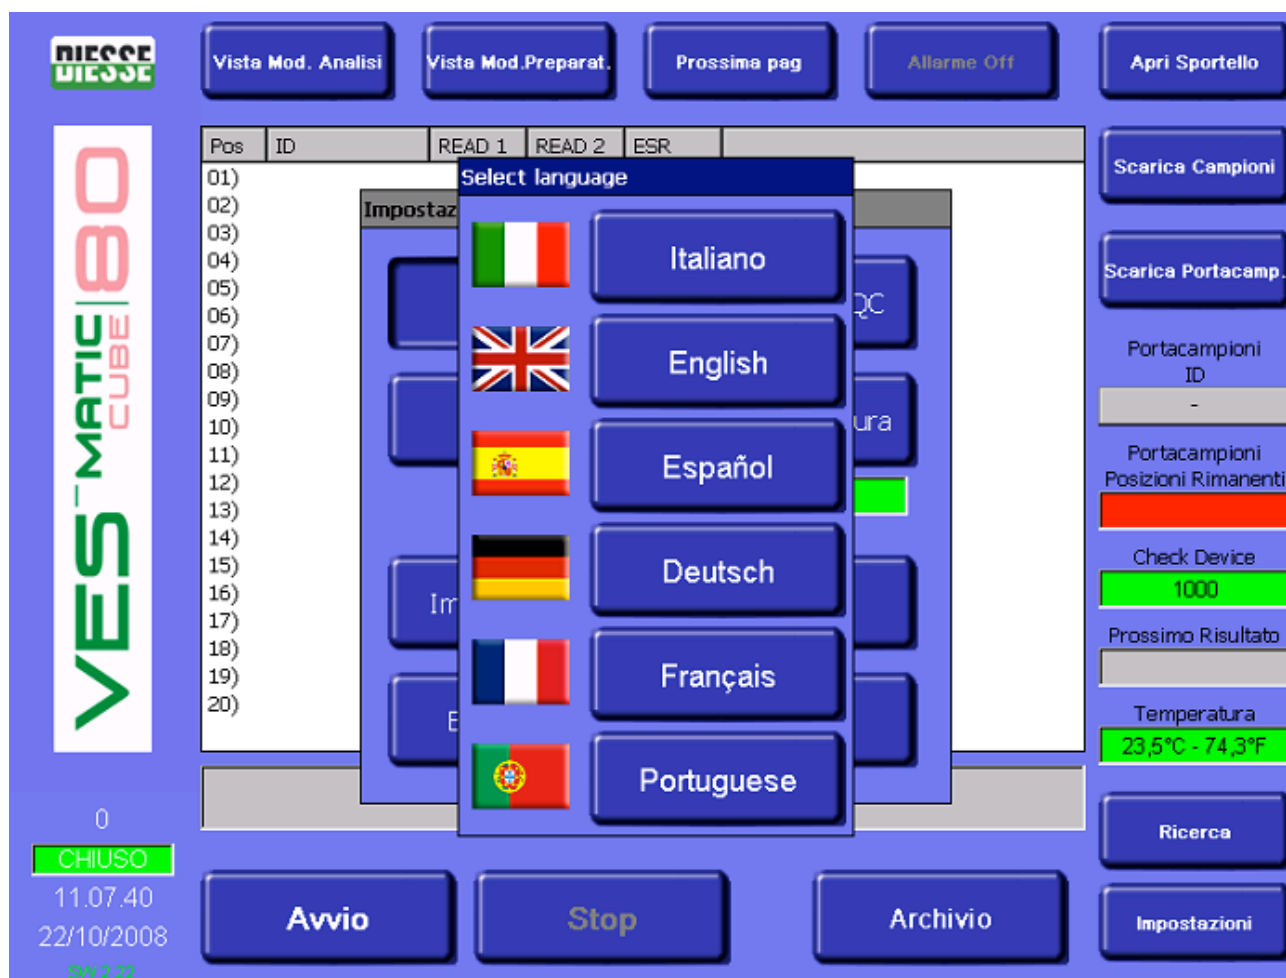 DIESSE
Vista Mod. Analisi
Vista Mod.Preparat.
Prossima pag
Allarme Off
Apri Sportello
VES-MATIC
CUBE
80
Pos ID READ 1 READ 2 ESR
01)
02)
03)
04)
05)
06)
07)
08)
09)
10)
11)
12)
13)
14)
15)
16)
17)
18)
19)
20)
Select language
Italiano
English
Español
Deutsch
Français
Portuguese
QC
Scarica Campioni
Scarica Portacamp.
Portacampioni
ID
-
Portacampioni
Posizioni Rimanenti
Check Device
1000
Prossimo Risultato
Temperatura
23,5°C - 74,3°F
Ricerca
Impostazioni
0
CHIUSO
11.07.40
22/10/2008
SW 2.22
Avvio
Stop
Archivio